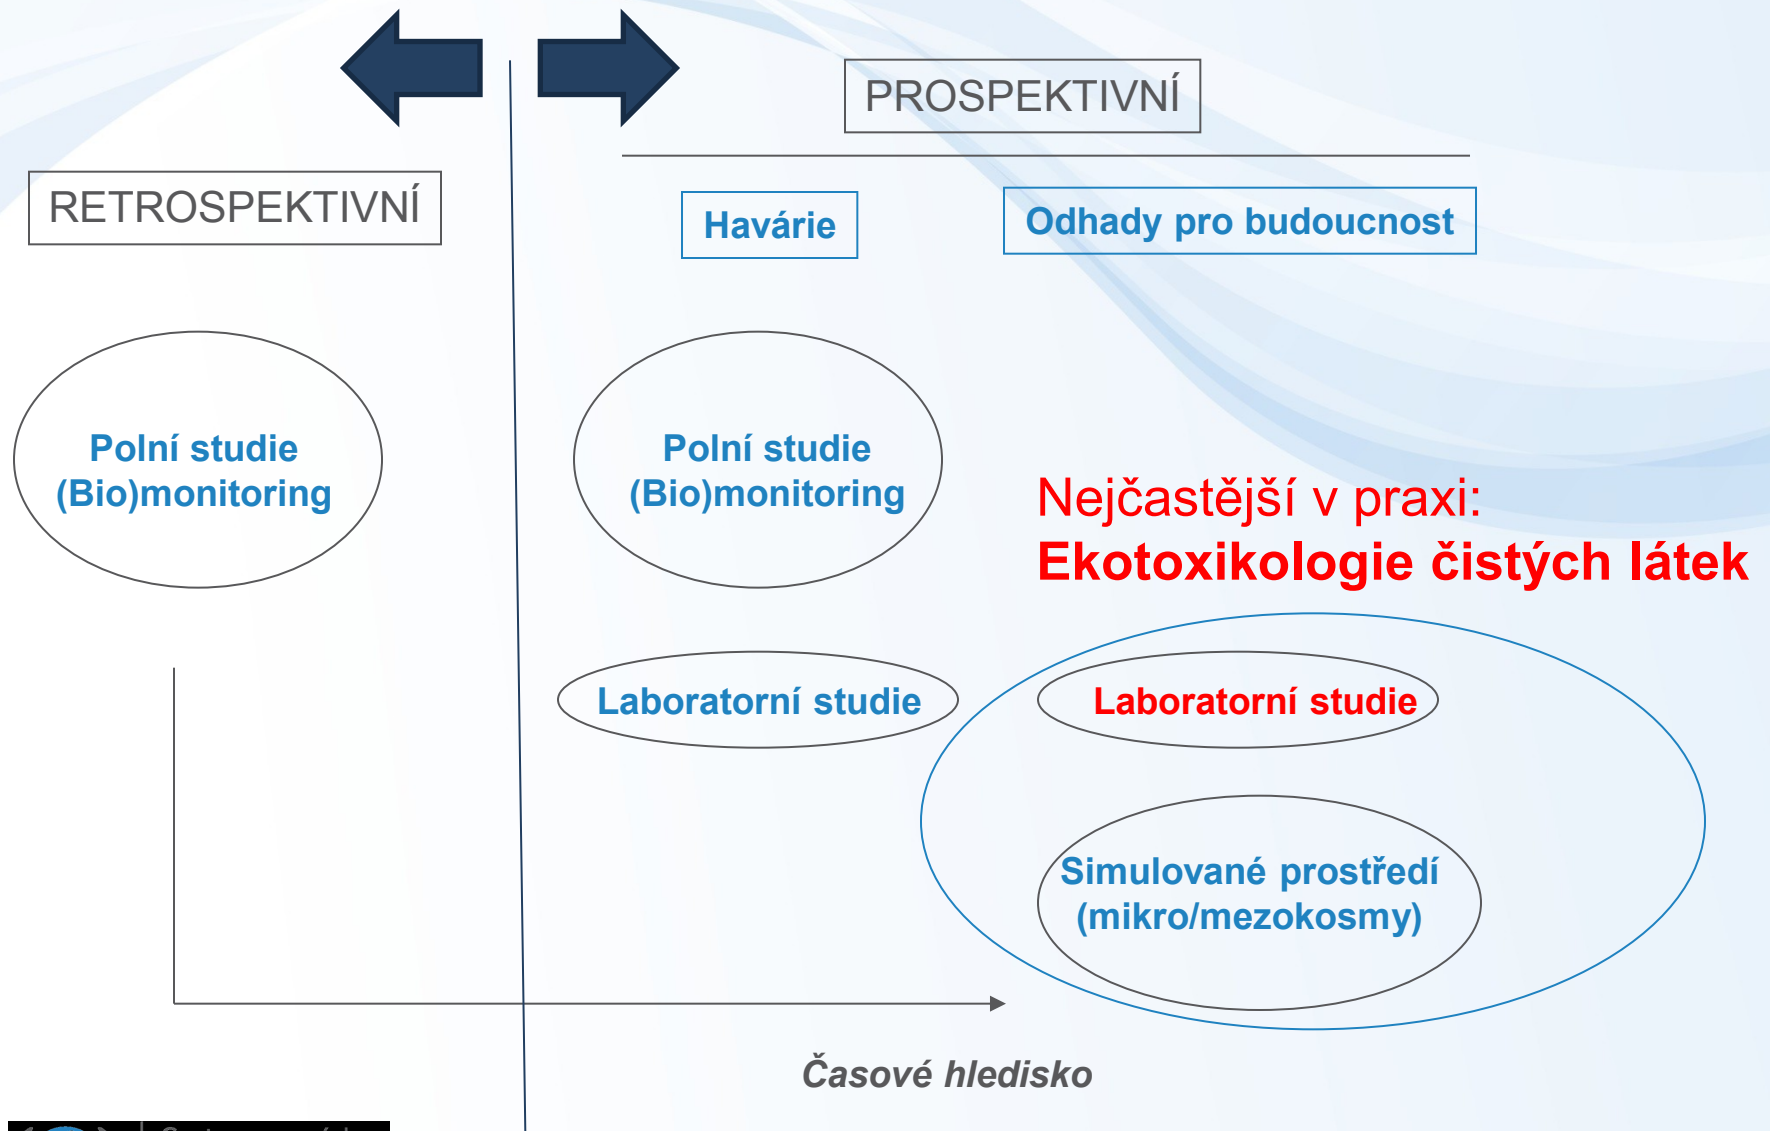 PROSPEKTIVNÍ
RETROSPEKTIVNÍ
Havárie
Odhady pro budoucnost
Polní studie
(Bio)monitoring
Polní studie
(Bio)monitoring
Nejčastější v praxi:
Ekotoxikologie čistých látek
Laboratorní studie
Laboratorní studie
Simulované prostředí
(mikro/mezokosmy)
Časové hledisko